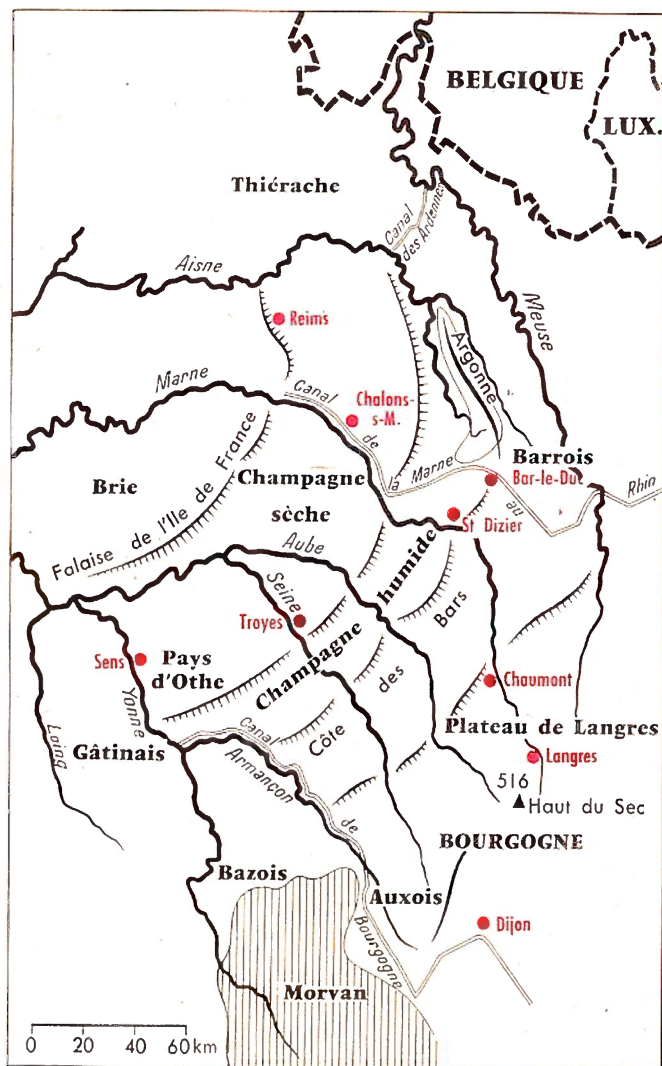 BELGIQUE
LUX.
Thiérache
Canal
des Ardennes
Aisne
Meuse
Reims
Argonne
Marne
Canal
de
la Marne
au
Rhin
Chalons-
s-M.
Barrois
Bar-le-Duc
Falaise de l'Ile de France
Brie
Champagne
sèche
St Dizier
Aube
humide
Seine
Troyes
Bars
Sens
Pays
d'Othe
Champagne
des
Chaumont
Yonne
Loing
Gâtinais
Canal
Côte
Plateau de Langres
Langres
Armançon
516
Haut du Sec
de
BOURGOGNE
Bazois
Auxois
Bourgogne
Dijon
Morvan
0 20 40 60 km